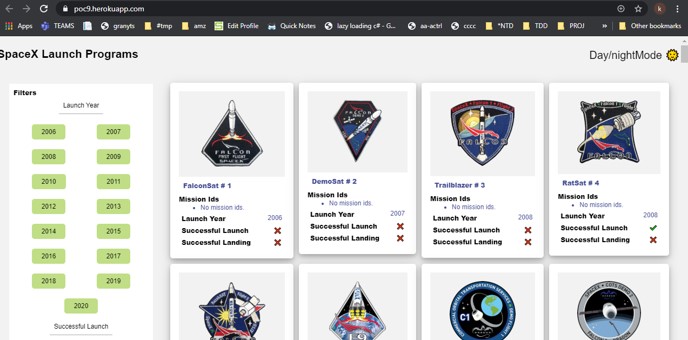 poc9.herokuapp.com
Apps
TEAMS
granyts
#tmp
amz
Edit Profile
Quick Notes
lazy loading c# - G...
aa-actrl
cccc
*NTD
TDD
PROJ
»
Other bookmarks
SpaceX Launch Programs
Day/nightMode
Filters
Launch Year
2006 2007
2008 2009
2010 2011
2012 2013
2014 2015
2016 2017
2018 2019
2020
Successful Launch
FALCON
FIRST FLIGHT
SPACEX
FalconSat # 1
Mission Ids
No mission ids.
Launch Year 2006
Successful Launch
Successful Landing
FALCON
DemoSat # 2
Mission Ids
No mission ids.
Launch Year 2007
Successful Launch
Successful Landing
FALCON
Trailblazer # 3
Mission Ids
No mission ids.
Launch Year 2008
Successful Launch
Successful Landing
RatSat # 4
Mission Ids
No mission ids.
Launch Year 2008
Successful Launch
Successful Landing
C1